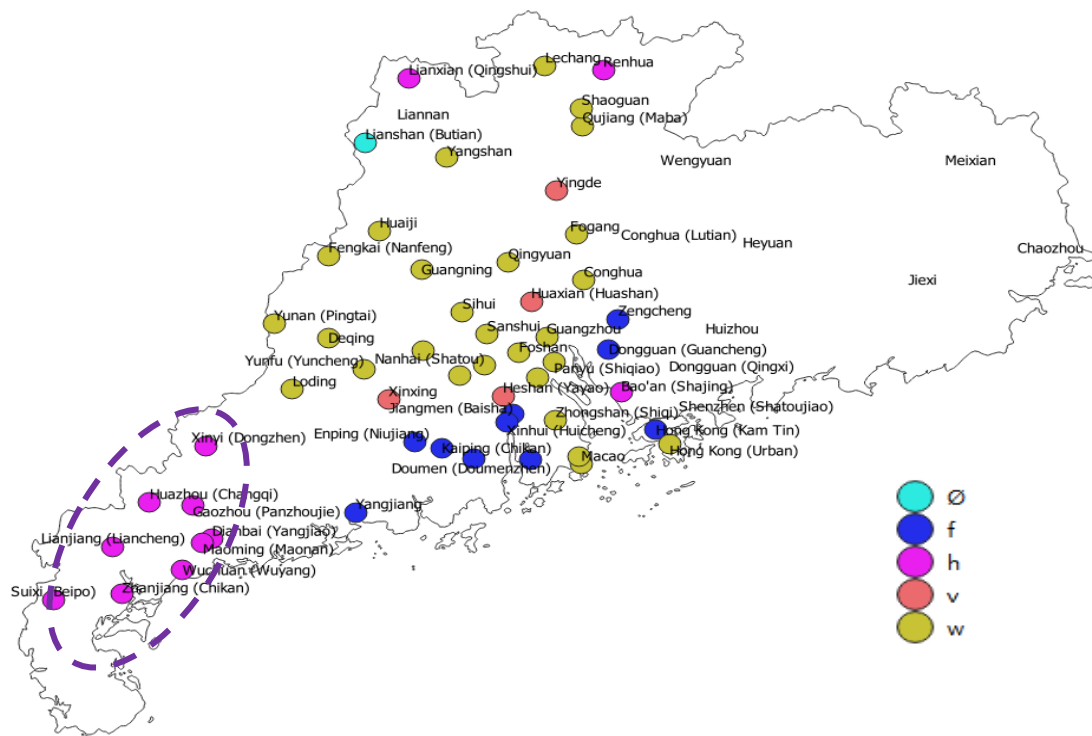 Lechang
Renhua
Lianxian (Qingshui)
Shaoguan
Liannan
Qujiang (Maba)
Lianshan (Butian)
Yangshan
Wengyuan
Meixian
Yingde
Huaiji
Fogang
Conghua (Lutian)
Heyuan
Fengkai (Nanfeng)
Chaozhou
Qingyuan
Guangning
Conghua
Jiexi
Huaxian (Huashan)
Sihui
Zengcheng
Yunan (Pingtai)
Sanshui
Guangzhou
Huizhou
Deqing
Foshan
Dongguan (Guancheng)
Yunfu (Yuncheng)
Nanhai (Shatou)
Panyu (Shiqiao)
Dongguan (Qingxi)
Loding
Xinxing
Heshan (Yayao)
Bao'an (Shajing)
Jiangmen (Baisha)
Zhongshan (Shiqi)
Shenzhen (Shatoujiao)
Xinyi (Dongzhen)
Enping (Niujiang)
Xinhui (Huicheng)
Hong Kong (Kam Tin)
Kaiping (Chikan)
Macao
Hong Kong (Urban)
Doumen (Doumenzhen)
Huazhou (Changqi)
Gaozhou (Panzhoujie)
Yangjiang
Ø
Dianbai (Yangjiao)
f
Lianjiang (Liancheng)
Maoming (Maonan)
h
Wuchuan (Wuyang)
Suixi (Beipo)
Zhanjiang (Chikan)
v
w